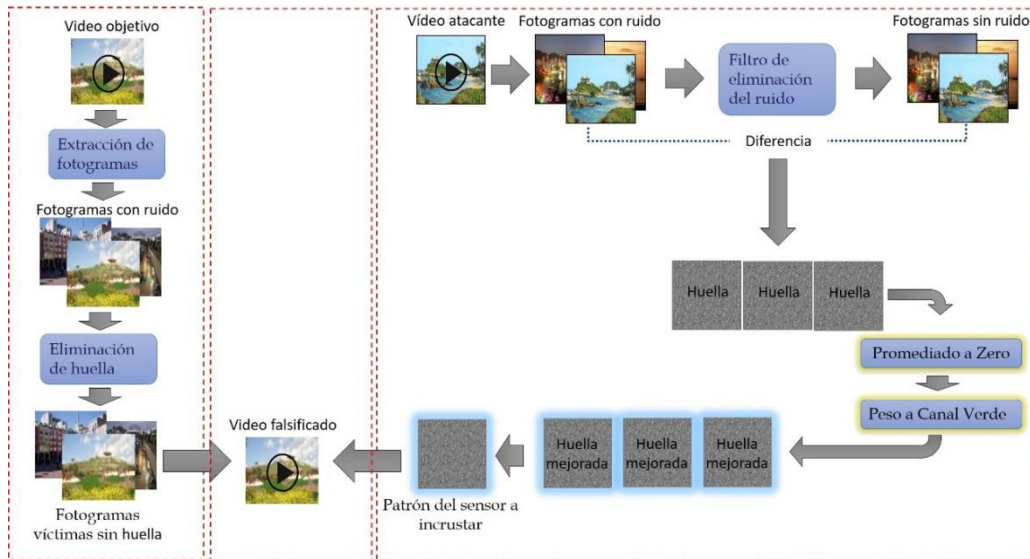 Video objetivo
Extracción de
fotogramas
Fotogramas con ruido
Eliminación
de huella
Fotogramas
víctimas sin huella
Video falsificado
Vídeo atacante
Fotogramas con ruido
Filtro de
eliminación
del ruido
Fotogramas sin ruido
Diferencia
Huella
Huella
Huella
Promediado a Zero
Peso a Canal Verde
Huella
mejorada
Huella
mejorada
Huella
mejorada
Patrón del sensor a
incrustar